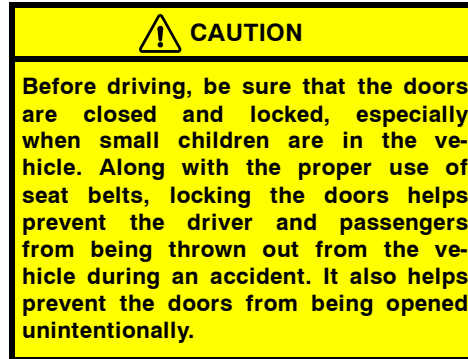 CAUTION
Before driving, be sure that the doors
are closed and locked, especially
when small children are in the ve-
hicle. Along with the proper use of
seat belts, locking the doors helps
prevent the driver and passengers
from being thrown out from the ve-
hicle during an accident. It also helps
prevent the doors from being opened
unintentionally.